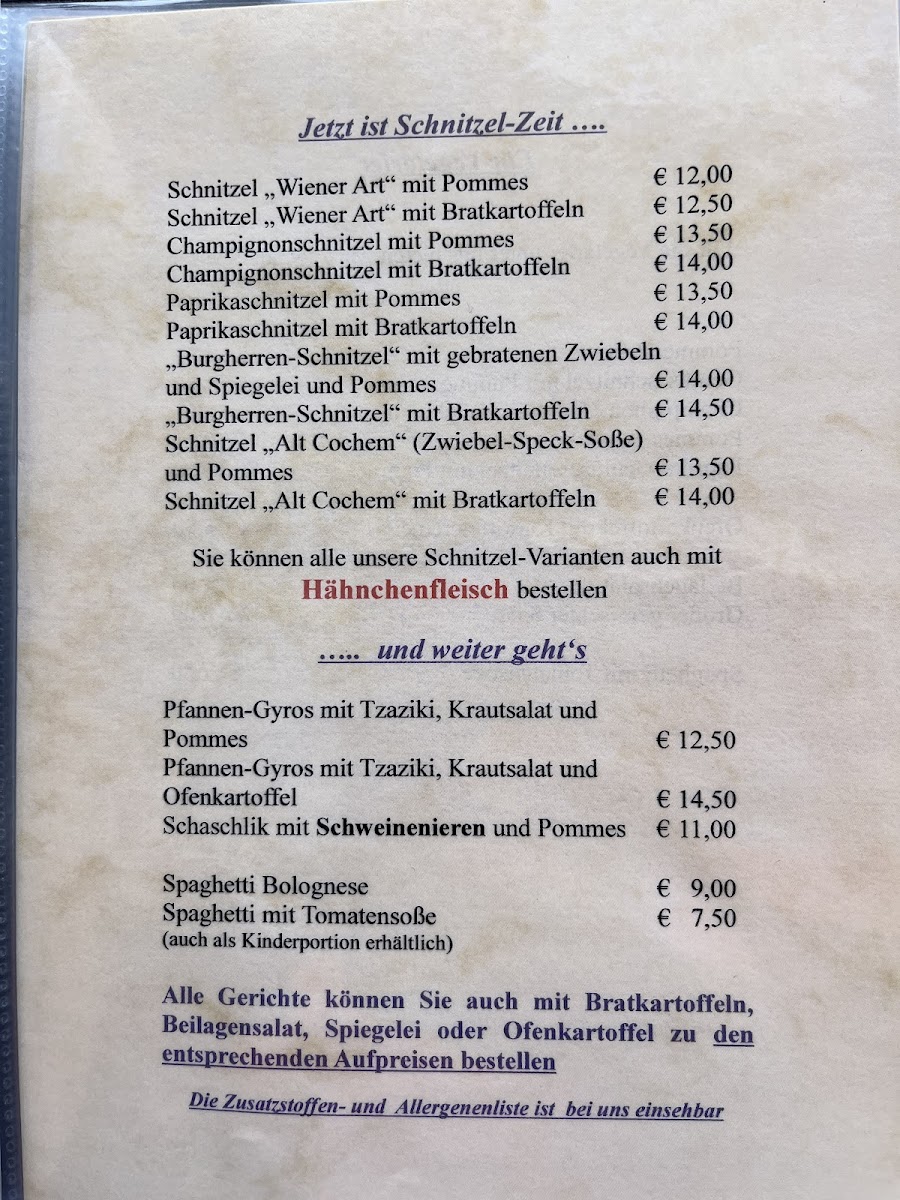 Jetzt ist Schnitzel-Zeit ….
Schnitzel „Wiener Art“ mit Pommes € 12,00
Schnitzel „Wiener Art“ mit Bratkartoffeln € 12,50
Champignonschnitzel mit Pommes € 13,50
Champignonschnitzel mit Bratkartoffeln € 14,00
Paprikaschnitzel mit Pommes € 13,50
Paprikaschnitzel mit Bratkartoffeln € 14,00
„Burgherren-Schnitzel“ mit gebratenen Zwiebeln
und Spiegelei und Pommes € 14,00
„Burgherren-Schnitzel“ mit Bratkartoffeln € 14,50
Schnitzel „Alt Cochem“ (Zwiebel-Speck-Soße)
und Pommes € 13,50
Schnitzel „Alt Cochem“ mit Bratkartoffeln € 14,00
Sie können alle unsere Schnitzel-Varianten auch mit
Hähnchenfleisch bestellen
….. und weiter geht‘s
Pfannen-Gyros mit Tzaziki, Krautsalat und
Pommes € 12,50
Pfannen-Gyros mit Tzaziki, Krautsalat und
Ofenkartoffel € 14,50
Schaschlik mit Schweinenieren und Pommes € 11,00
Spaghetti Bolognese € 9,00
Spaghetti mit Tomatensoße € 7,50
(auch als Kinderportion erhältlich)
Alle Gerichte können Sie auch mit Bratkartoffeln,
Beilagensalat, Spiegelei oder Ofenkartoffel zu den
entsprechenden Aufpreisen bestellen
Die Zusatzstoffen- und Allergenenliste ist bei uns einsehbar